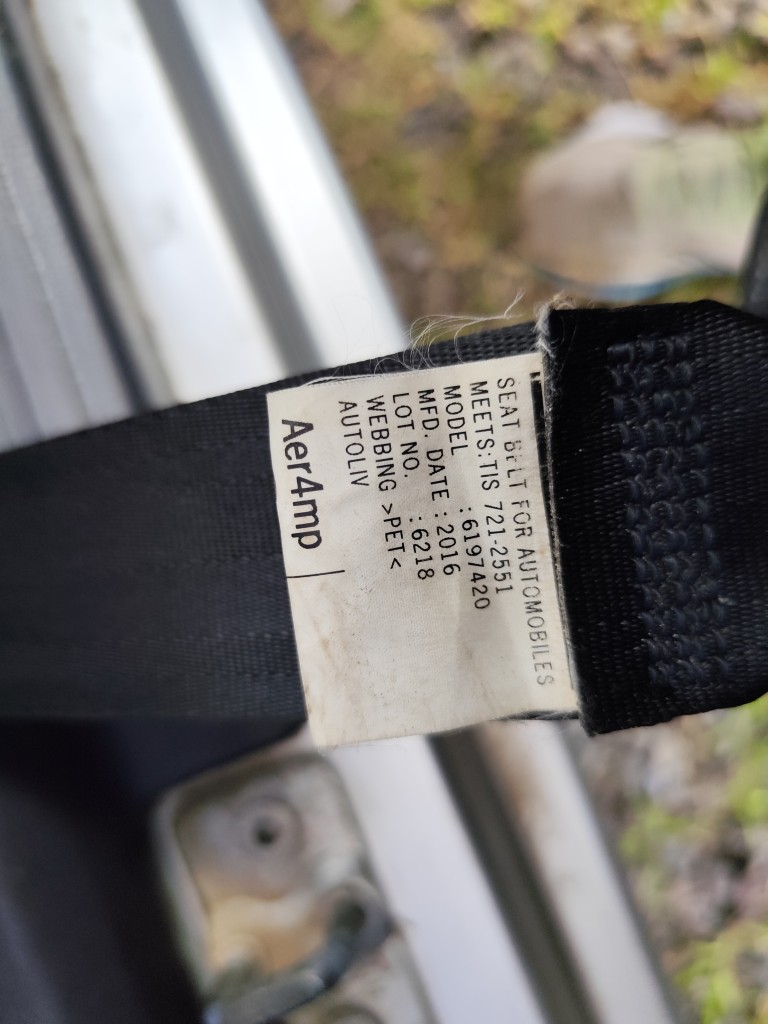 SEAT BELT FOR AUTOMOBILES
MEETS:TIS 721-2551
MODEL :6197420
MFD. DATE :2016
LOT NO. :6218
WEBBING >PET<
AUTOLIV
Aer4mp